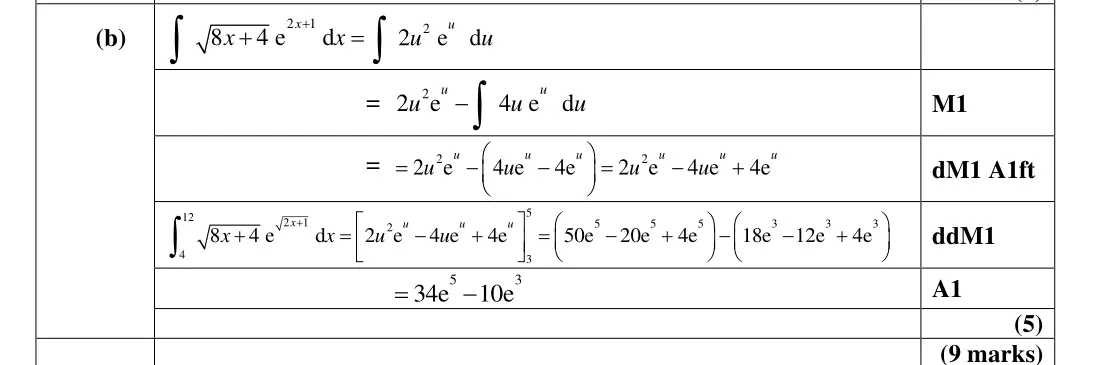 (b) ∫ √(8x + 4) e^(2x+1) dx = ∫ 2u² e^u du
= 2u²e^u − ∫ 4u e^u du M1
= = 2u²e^u − (4ue^u − 4e^u) = 2u²e^u − 4ue^u + 4e^u dM1 A1ft
∫₄¹² √(8x + 4) e^√(2x+1) dx = [2u²e^u − 4ue^u + 4e^u]₃⁵ = (50e⁵ − 20e⁵ + 4e⁵) − (18e³ − 12e³ + 4e³) ddM1
= 34e⁵ − 10e³ A1
(5)
(9 marks)